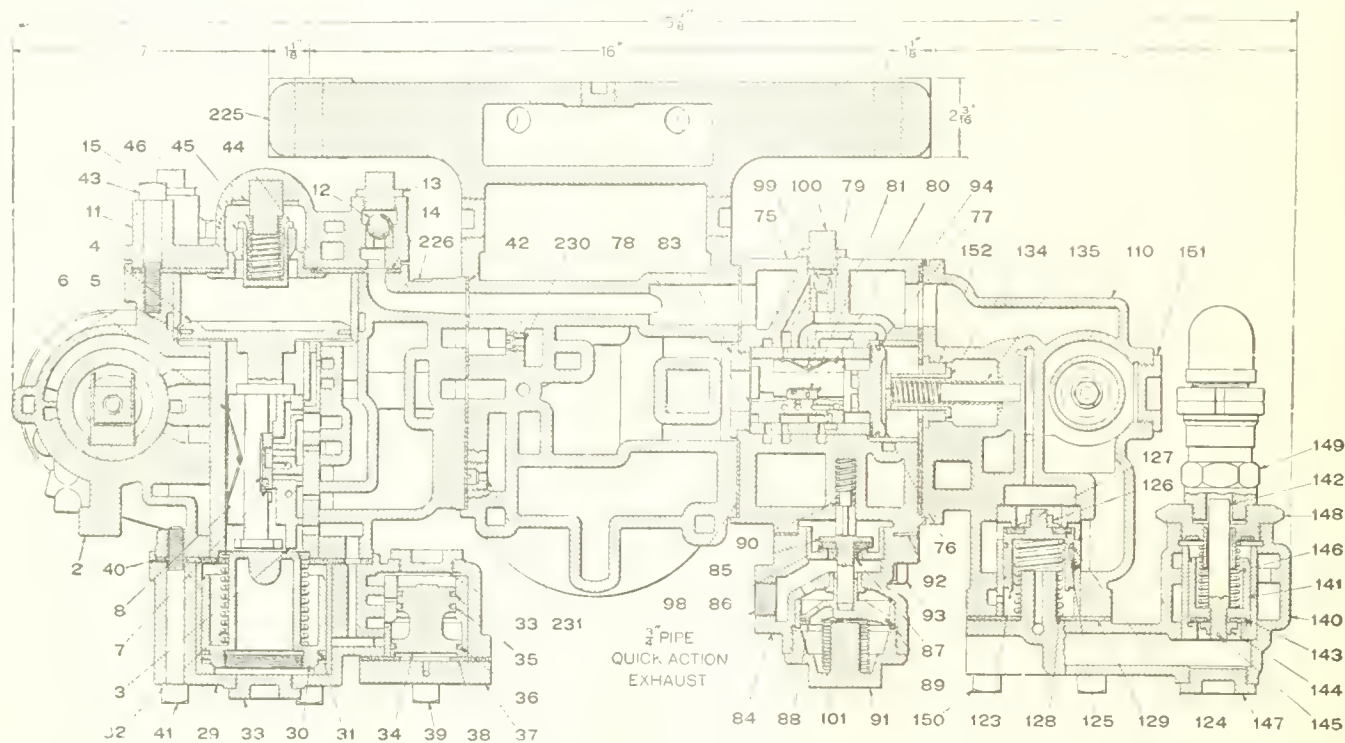 7 1⅛" 16" 1⅛"
2 3/16"
225
15 46 45 44
43 12 13 99 100 79 81 80 94
11 14 75 77
4 226 42 230 78 83 152 134 135 110 151
6 5
149
127 142
126 148
2 40 90 76 146
8 85 92 141
98 86 33 231 93 140
7 35 ¾" PIPE 87 143
QUICK ACTION
3 36 EXHAUST 89 144
32 41 29 33 30 31 34 39 38 37 84 88 101 91 150 123 128 125 129 124 147 145